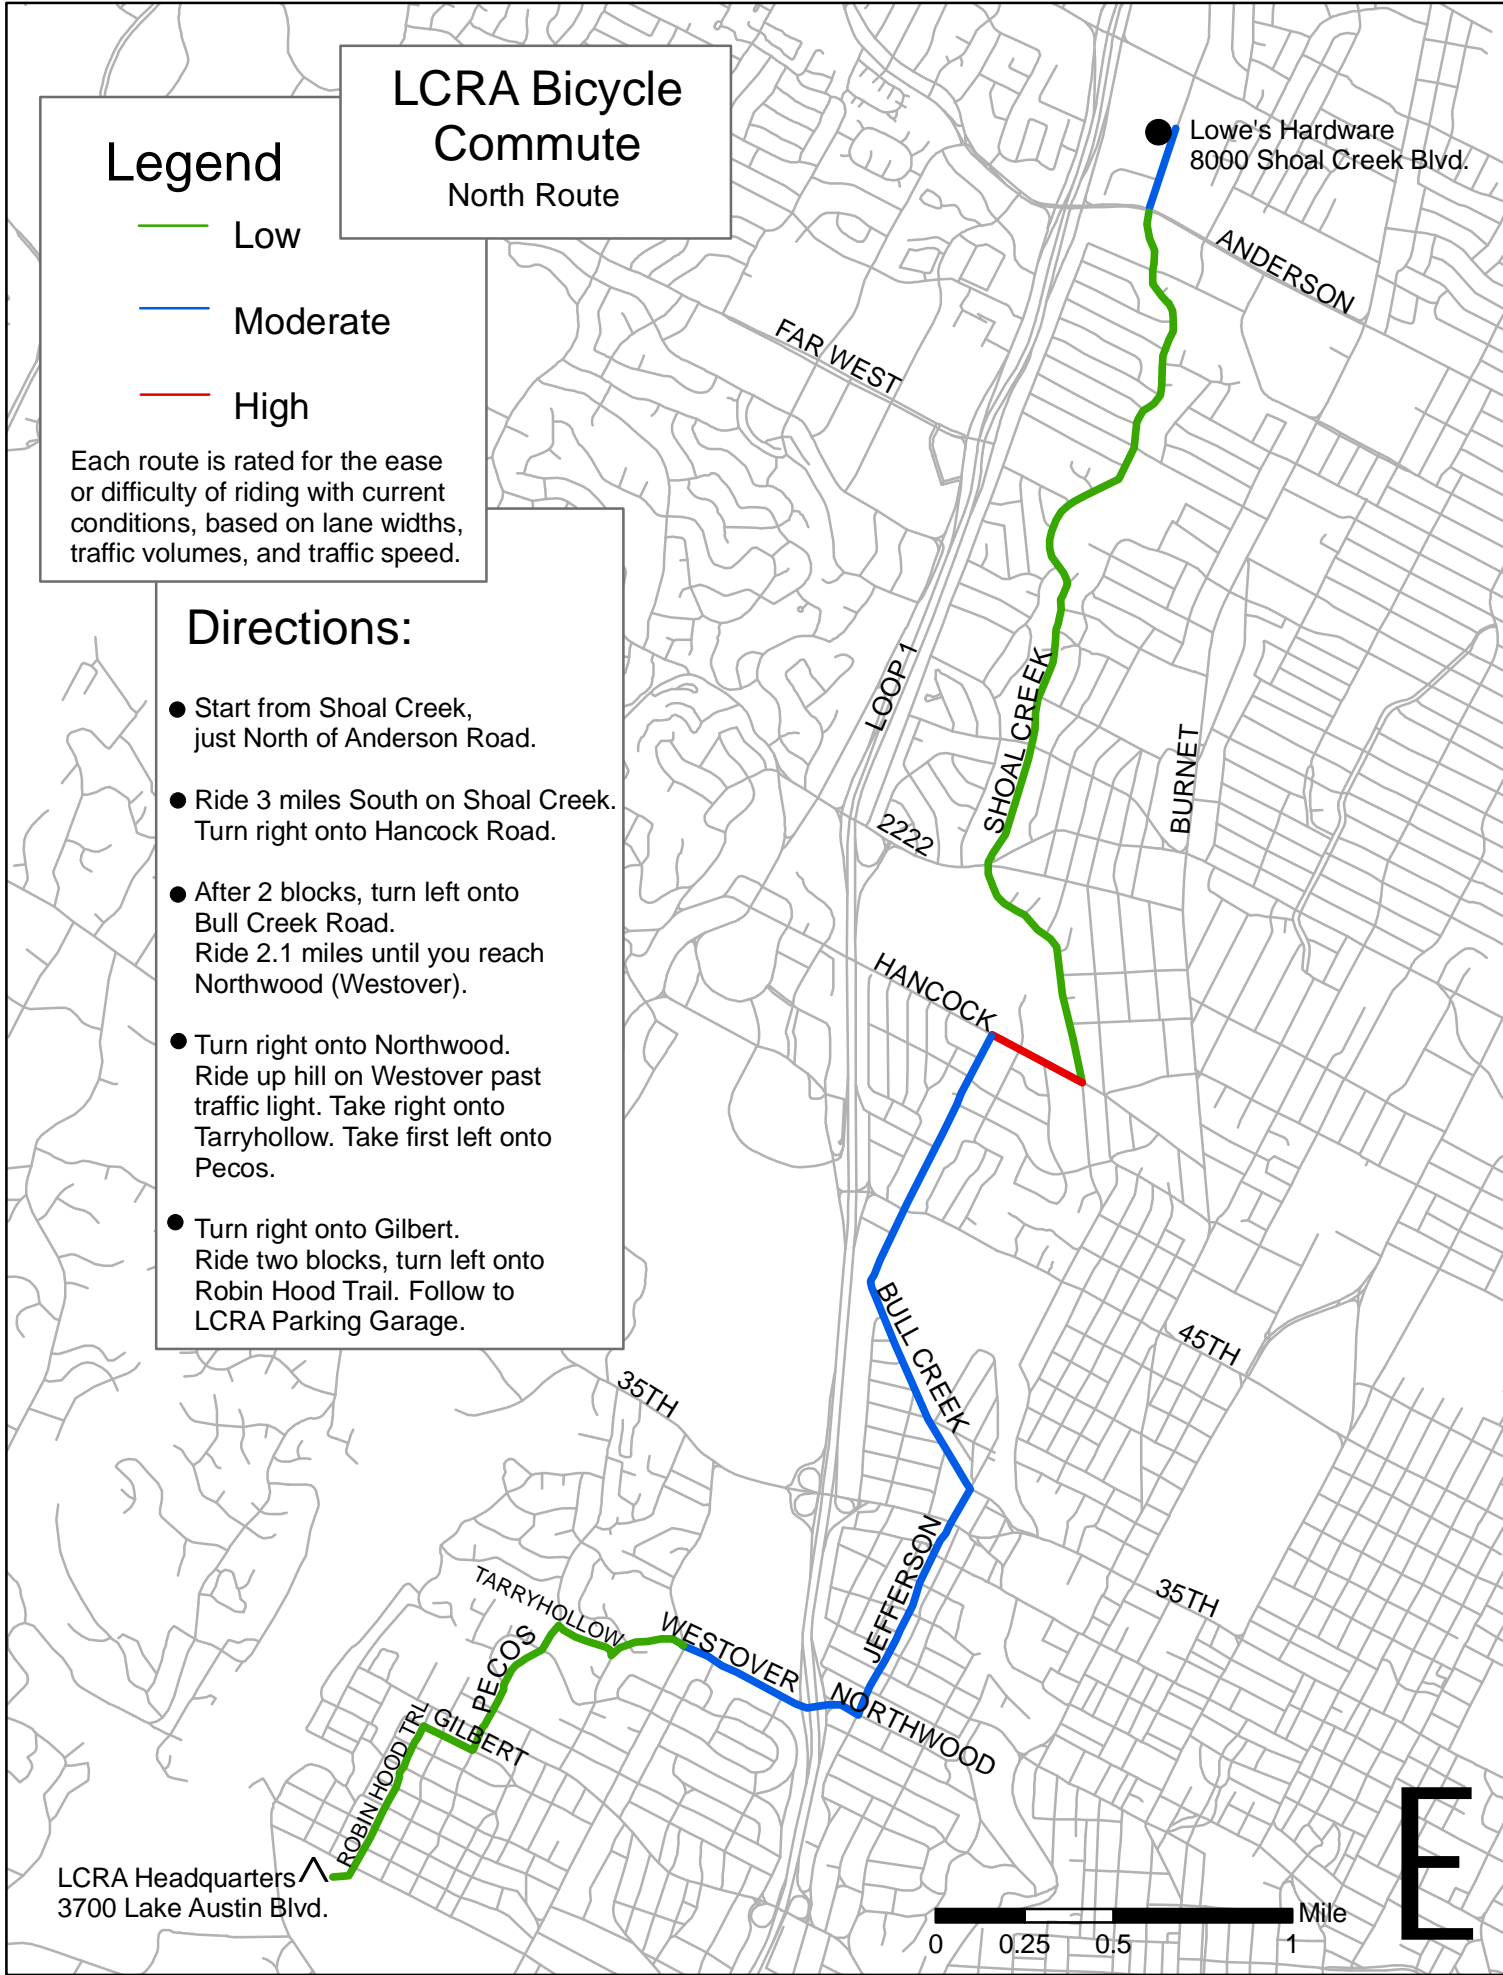 LCRA Bicycle
Commute
North Route
Legend
Low
Moderate
High
Each route is rated for the ease
or difficulty of riding with current
conditions, based on lane widths,
traffic volumes, and traffic speed.
Directions:
● Start from Shoal Creek,
just North of Anderson Road.
● Ride 3 miles South on Shoal Creek.
Turn right onto Hancock Road.
● After 2 blocks, turn left onto
Bull Creek Road.
Ride 2.1 miles until you reach
Northwood (Westover).
● Turn right onto Northwood.
Ride up hill on Westover past
traffic light. Take right onto
Tarryhollow. Take first left onto
Pecos.
● Turn right onto Gilbert.
Ride two blocks, turn left onto
Robin Hood Trail. Follow to
LCRA Parking Garage.
Lowe's Hardware
8000 Shoal Creek Blvd.
ANDERSON
FAR WEST
LOOP 1
SHOAL CREEK
BURNET
2222
HANCOCK
BULL CREEK
45TH
35TH
JEFFERSON
35TH
TARRYHOLLOW
WESTOVER
PECOS
NORTHWOOD
GILBERT
ROBIN HOOD TRL
LCRA Headquarters
3700 Lake Austin Blvd.
Mile
0 0.25 0.5 1
E